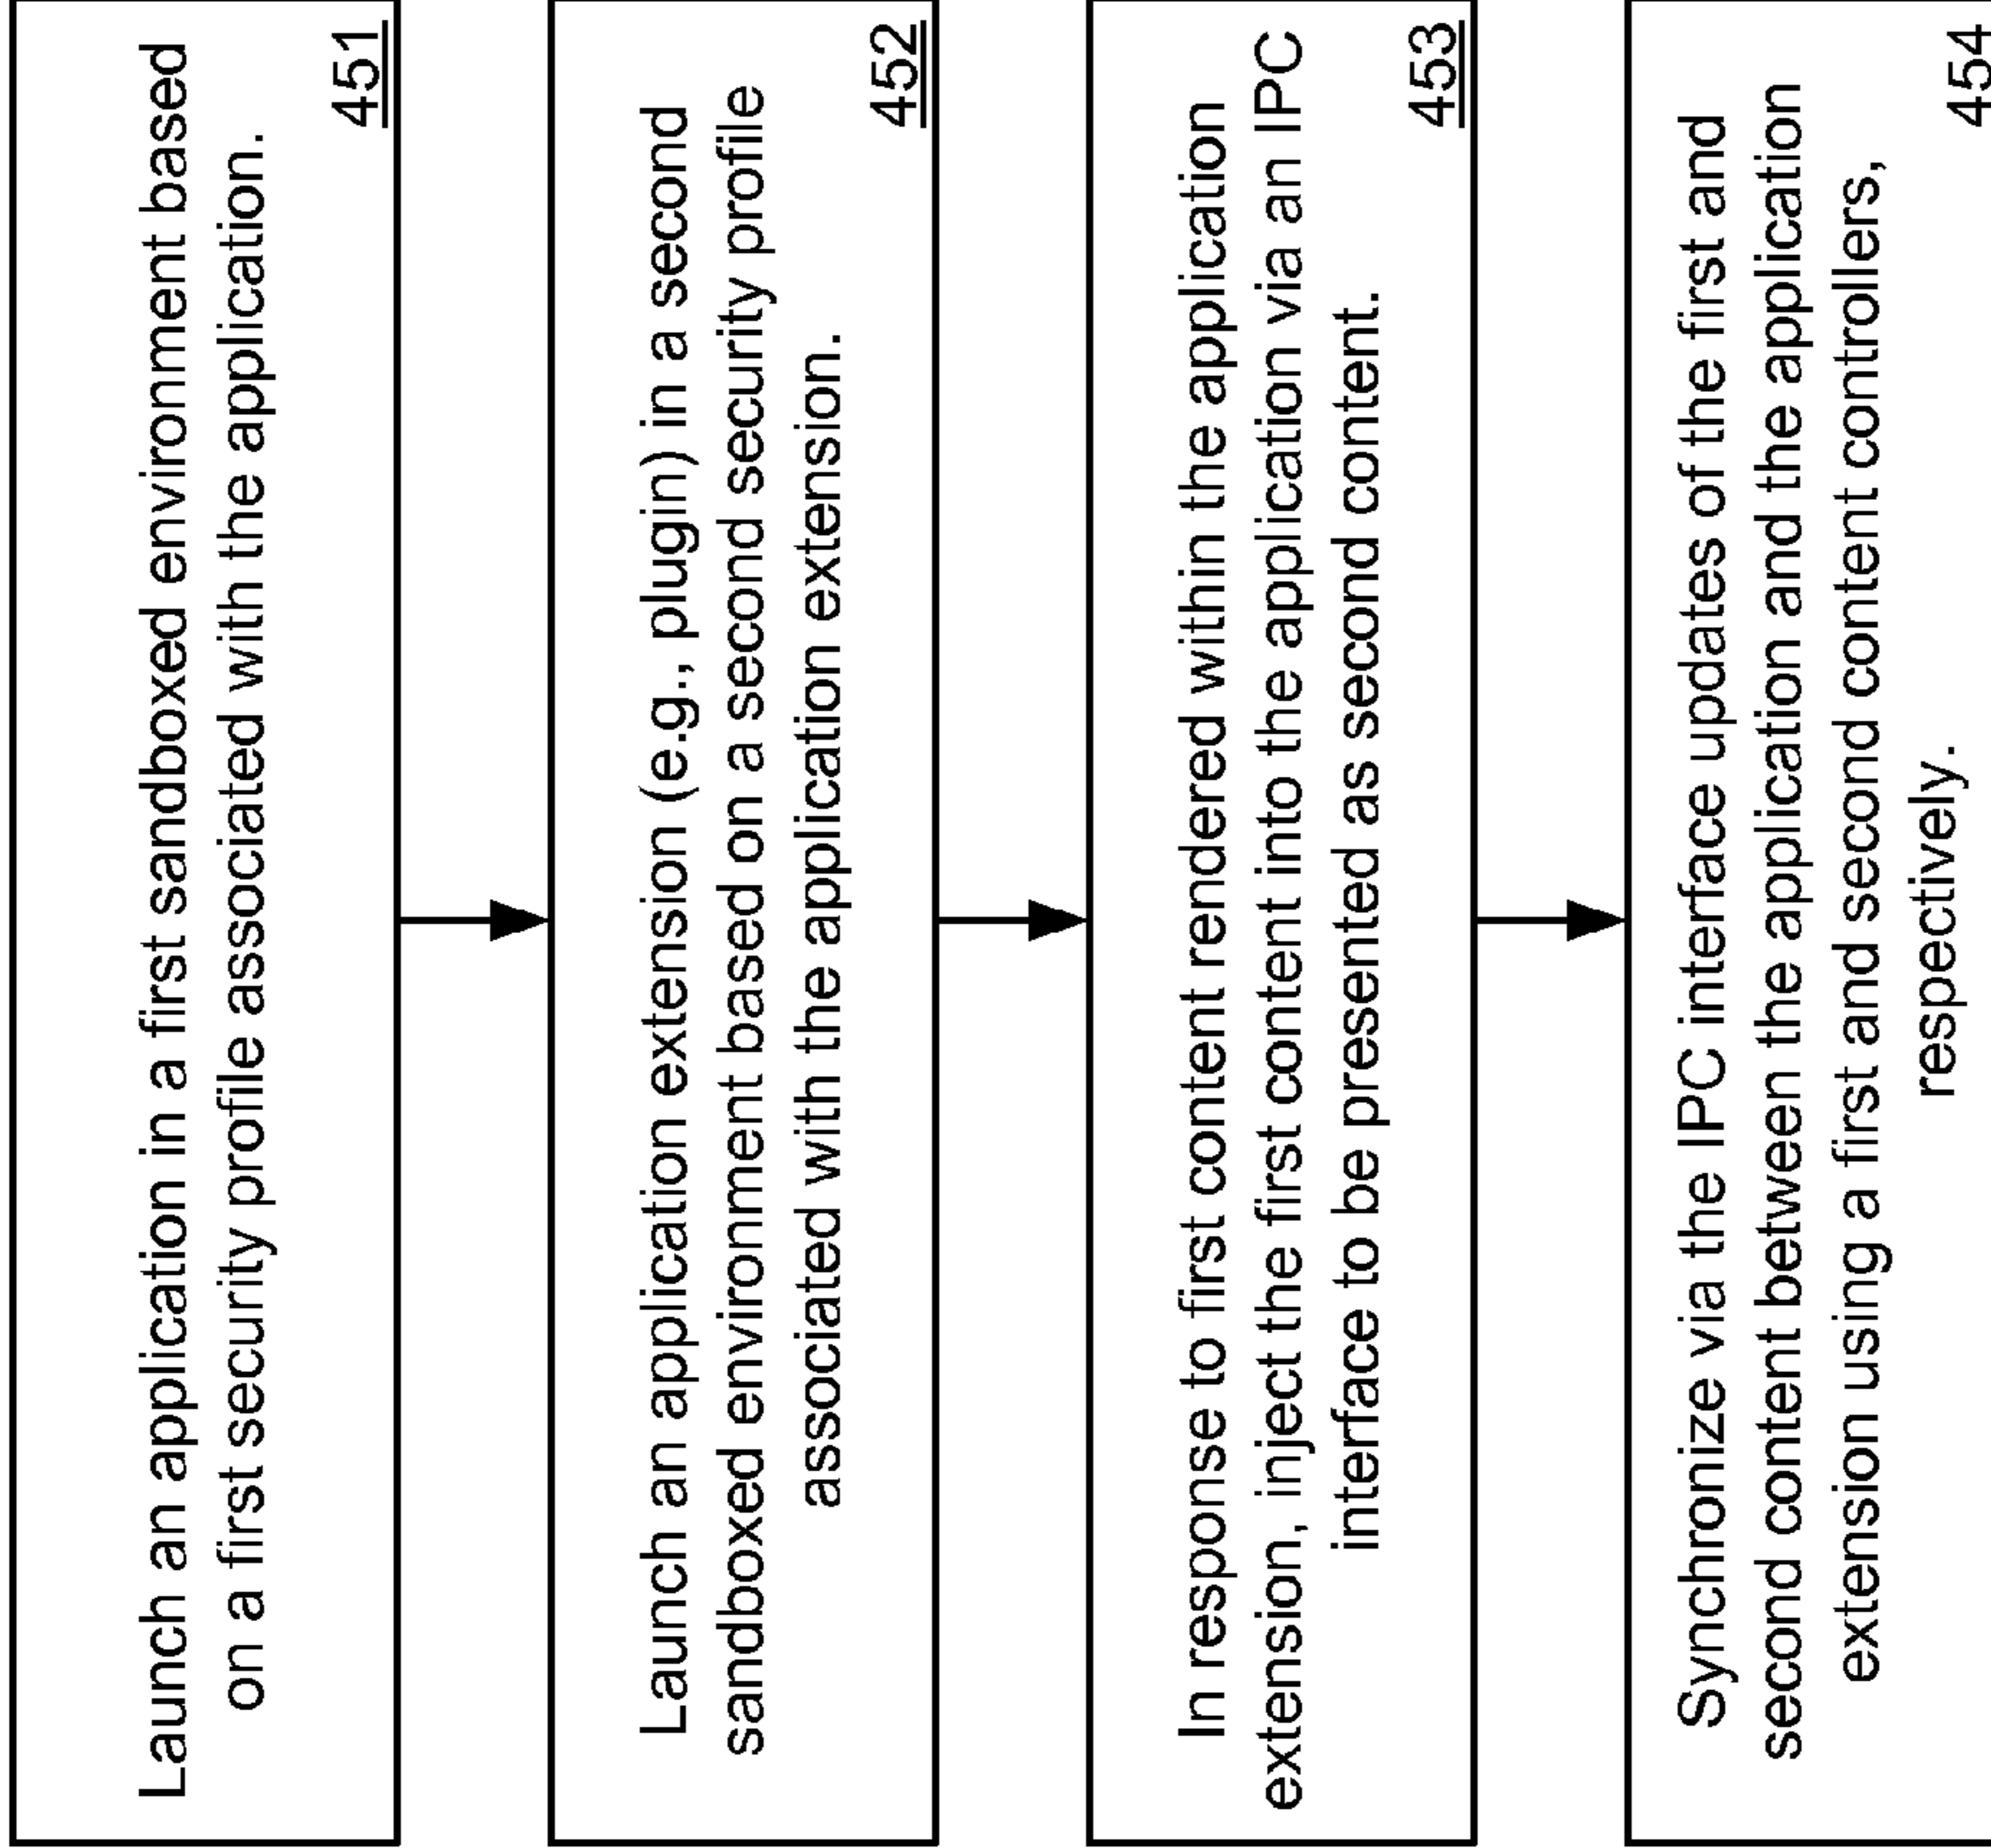 Launch an application in a first sandboxed environment based
on a first security profile associated with the application.
451
Launch an application extension (e.g., plugin) in a second
sandboxed environment based on a second security profile
associated with the application extension.
452
In response to first content rendered within the application
extension, inject the first content into the application via an IPC
interface to be presented as second content.
453
Synchronize via the IPC interface updates of the first and
second content between the application and the application
extension using a first and second content controllers,
respectively.
454